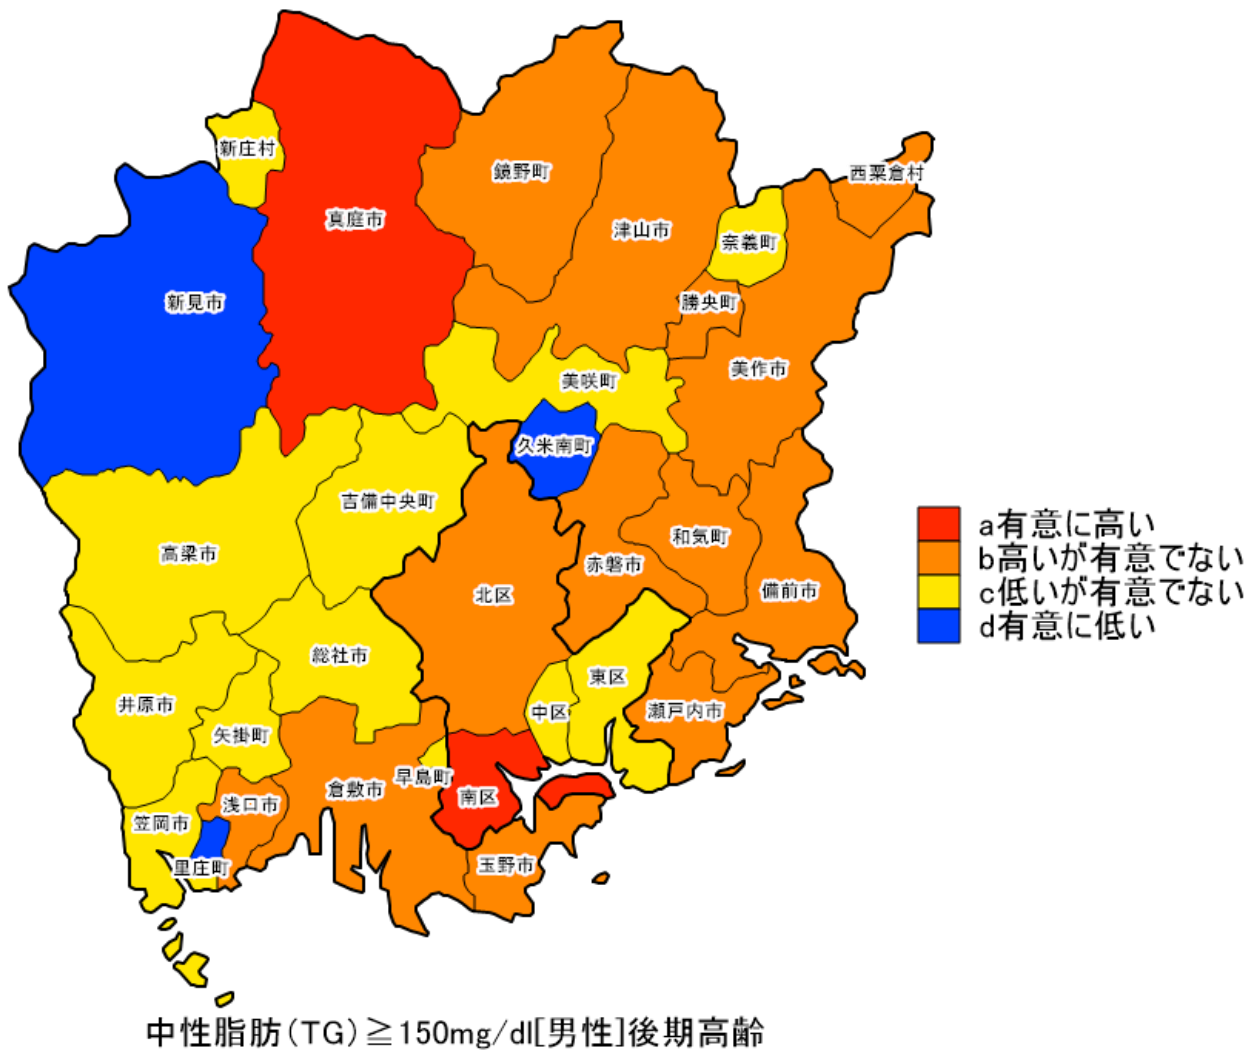 新庄村
西粟倉村
鏡野町
真庭市
津山市
奈義町
新見市
勝央町
美作市
美咲町
久米南町
吉備中央町
a有意に高い
b高いが有意でない
c低いが有意でない
d有意に低い
和気町
高梁市
赤磐市
備前市
北区
総社市
東区
井原市
中区
瀬戸内市
矢掛町
早島町
倉敷市
南区
浅口市
笠岡市
玉野市
里庄町
中性脂肪(TG)≧150mg/dl[男性]後期高齢